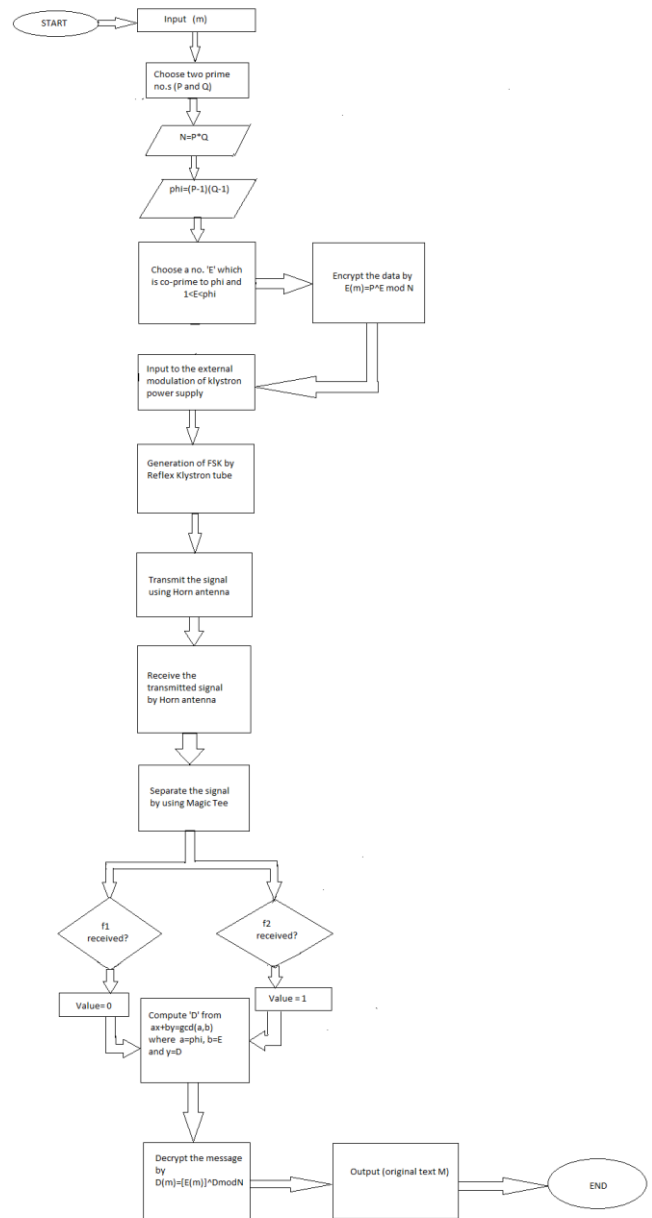 START
Input (m)
Choose two prime
no.s (P and Q)
N=P*Q
phi=(P-1)(Q-1)
Choose a no. 'E' which
is co-prime to phi and
1<E<phi
Encrypt the data by
E(m)=P^E mod N
Input to the external
modulation of klystron
power supply
Generation of FSK by
Reflex Klystron tube
Transmit the signal
using Horn antenna
Receive the
transmitted signal
by Horn antenna
Separate the signal
by using Magic Tee
f1
received?
f2
received?
Value= 0
Value = 1
Compute 'D' from
ax+by=gcd(a,b)
where a=phi, b=E
and y=D
Decrypt the message
by
D(m)=[E(m)]^DmodN
Output (original text M)
END